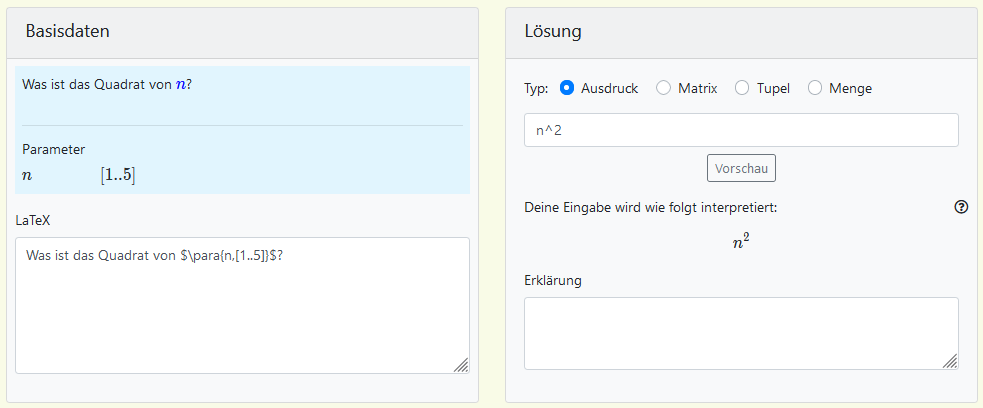 Basisdaten
Was ist das Quadrat von n?
Parameter
n [1..5]
LaTeX
Was ist das Quadrat von $\para{n,[1..5]}$?
Lösung
Typ: Ausdruck Matrix Tupel Menge
n^2
Vorschau
Deine Eingabe wird wie folgt interpretiert:
n²
Erklärung